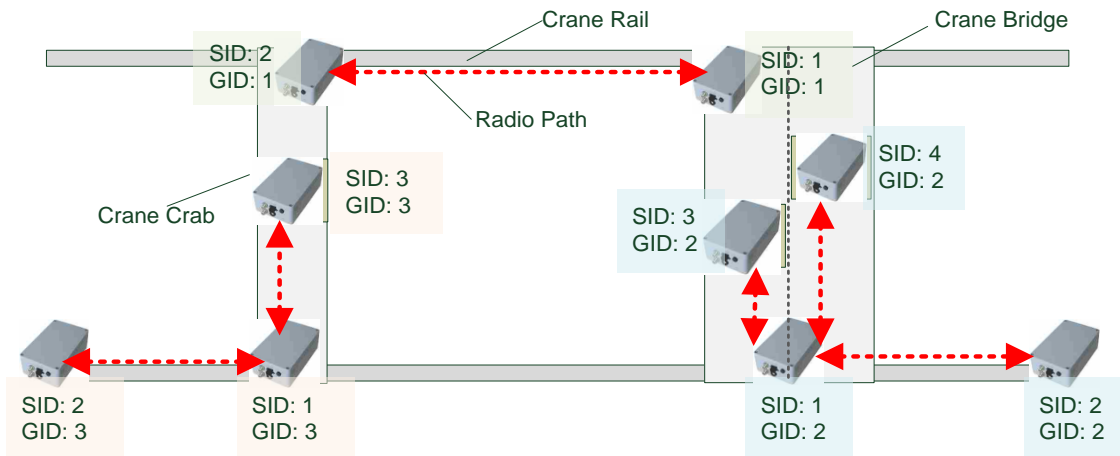 Crane Rail
Crane Bridge
SID: 2
GID: 1
SID: 1
GID: 1
Radio Path
SID: 4
GID: 2
SID: 3
GID: 3
Crane Crab
SID: 3
GID: 2
SID: 2
GID: 3
SID: 1
GID: 3
SID: 1
GID: 2
SID: 2
GID: 2